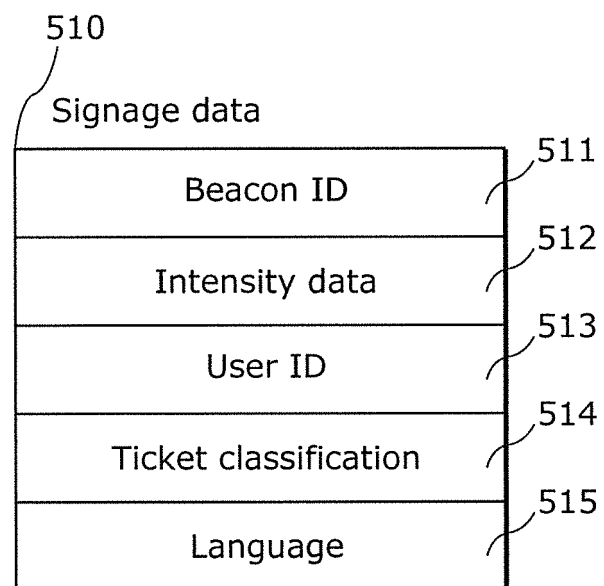 510
Signage data
511
Beacon ID
512
Intensity data
513
User ID
514
Ticket classification
515
Language